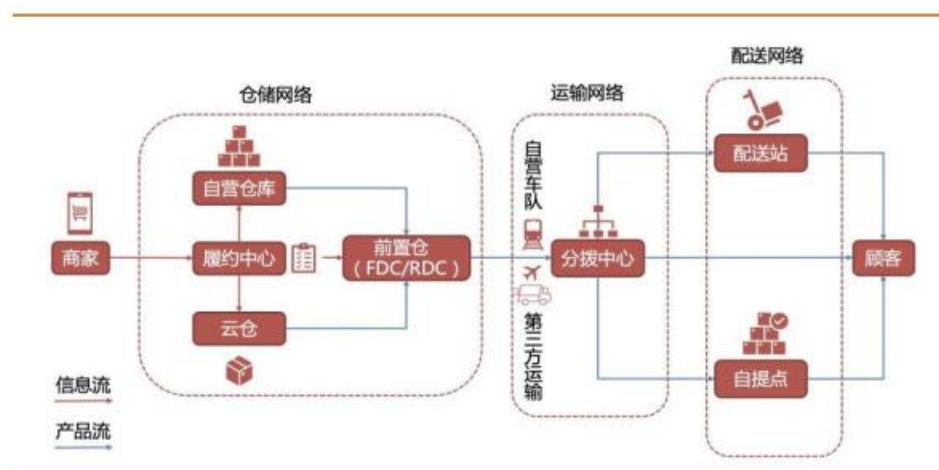 配送网络
仓储网络
运输网络
自营车队
配送站
自营仓库
商家
履约中心
前置仓
（FDC/RDC）
分拨中心
顾客
云仓
第三方运输
自提点
信息流
产品流